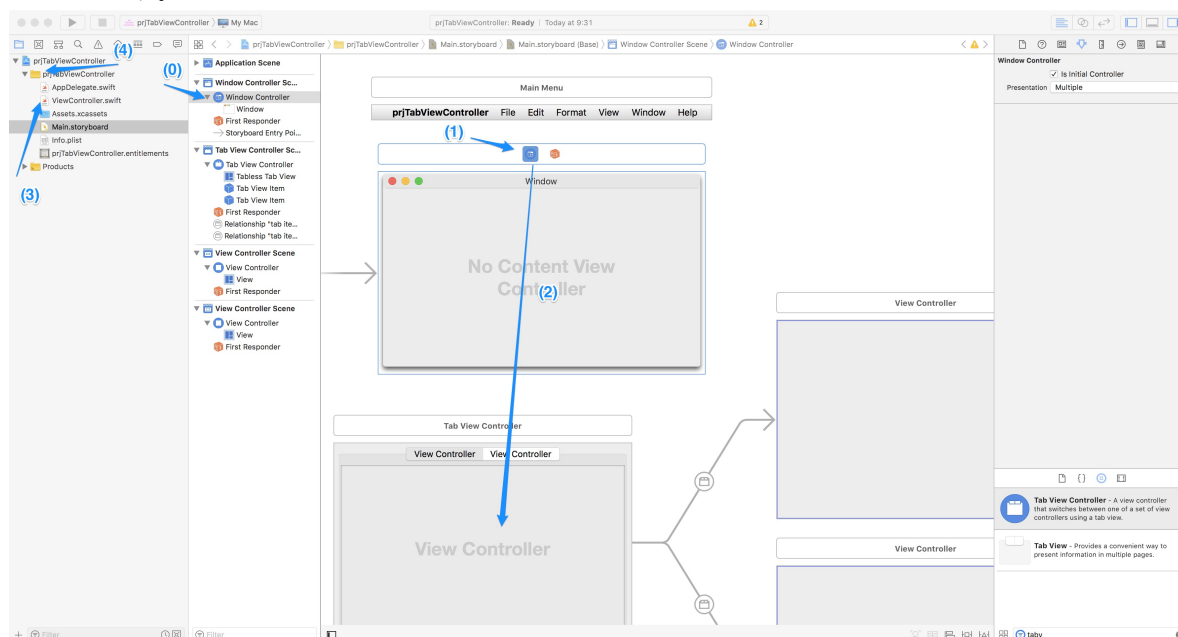 prjTabViewController 〉 My Mac
prjTabViewController: Ready | Today at 9:31
2
prjTabViewController 〉 prjTabViewController 〉 Main.storyboard 〉 Main.storyboard (Base) 〉 Window Controller Scene 〉 Window Controller
prjTabViewController
(4)
prjTabViewController
AppDelegate.swift
ViewController.swift
Assets.xcassets
Main.storyboard
Info.plist
prjTabViewController.entitlements
Products
(3)
Filter
(0)
Application Scene
Window Controller Sc...
Window Controller
Window
First Responder
Storyboard Entry Poi...
Tab View Controller Sc...
Tab View Controller
Tabless Tab View
Tab View Item
Tab View Item
First Responder
Relationship "tab ite...
Relationship "tab ite...
View Controller Scene
View Controller
View
First Responder
View Controller Scene
View Controller
View
First Responder
Filter
Main Menu
prjTabViewController File Edit Format View Window Help
(1)
Window
No Content View
Controller
(2)
Tab View Controller
View Controller View Controller
View Controller
View Controller
View Controller
Window Controller
Is Initial Controller
Presentation Multiple
Tab View Controller - A view controller
that switches between one of a set of view
controllers using a tab view.
Tab View - Provides a convenient way to
present information in multiple pages.
tabv